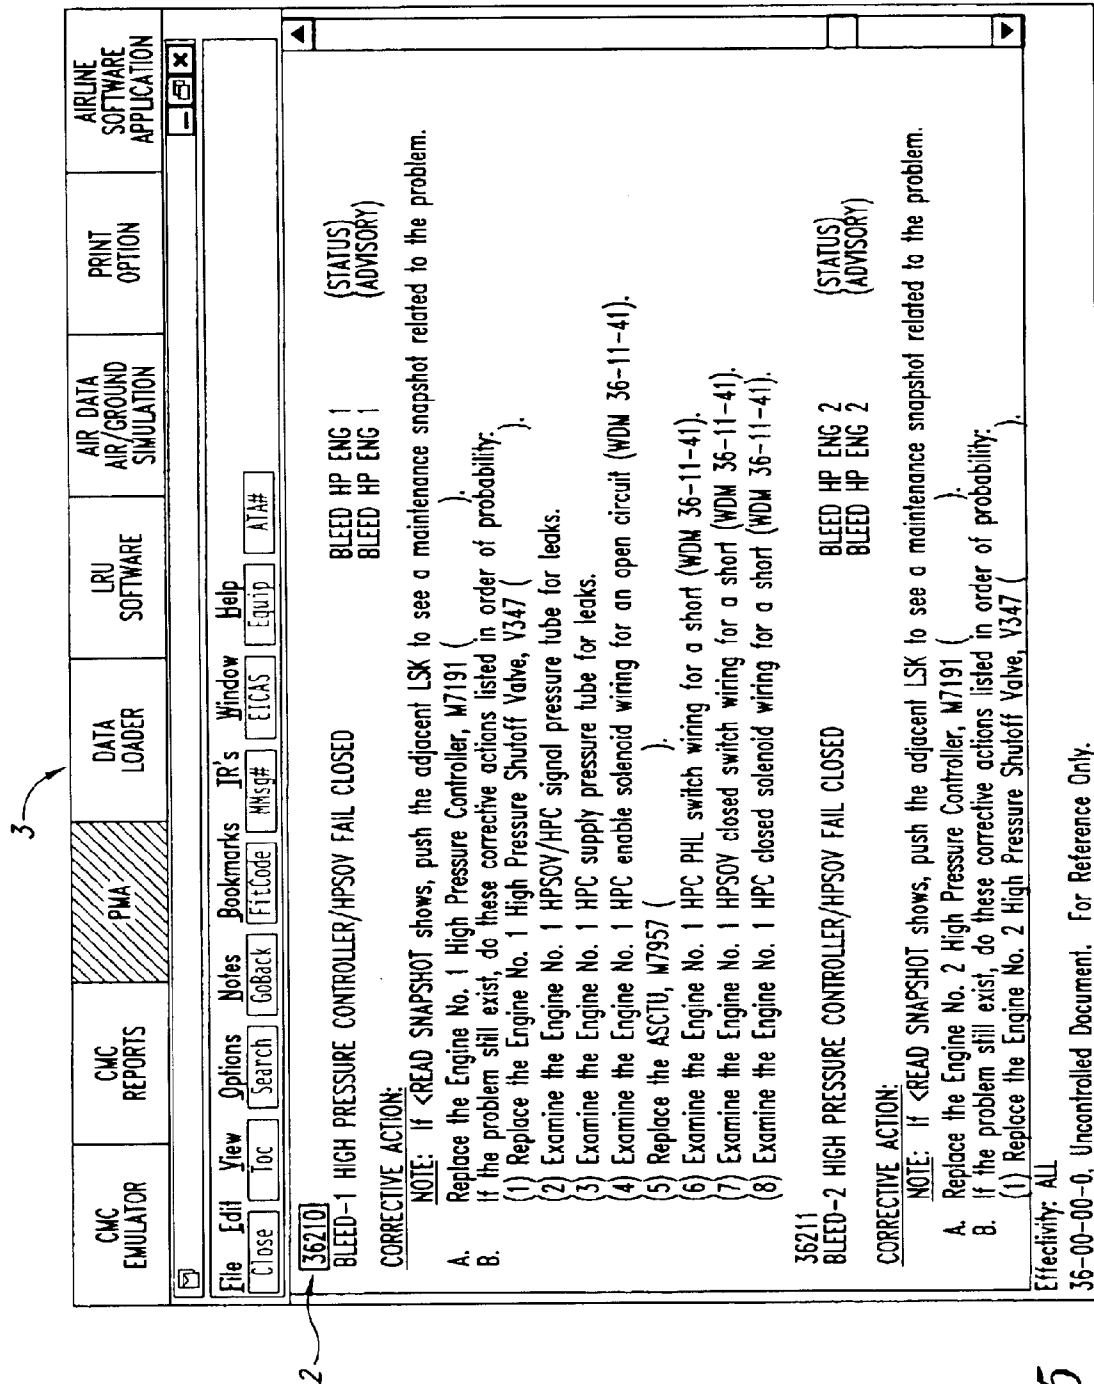 3
CMC EMULATOR
CMC REPORTS
PMA
DATA LOADER
LRU SOFTWARE
AIR DATA AIR/GROUND SIMULATION
PRINT OPTION
AIRLINE SOFTWARE APPLICATION
File Edit View Options Notes Bookmarks IR's Window Help
Close Toc Search GoBack FitCode MMsg# EICAS Equip ATA#
2
36210
BLEED-1 HIGH PRESSURE CONTROLLER/HPSOV FAIL CLOSED BLEED HP ENG 1 (STATUS)
BLEED HP ENG 1 (ADVISORY)
CORRECTIVE ACTION:
NOTE: If <READ SNAPSHOT shows, push the adjacent LSK to see a maintenance snapshot related to the problem.
A. Replace the Engine No. 1 High Pressure Controller, M7191 ( ).
B. If the problem still exist, do these corrective actions listed in order of probability:
(1) Replace the Engine No. 1 High Pressure Shutoff Valve, V347 ( ).
(2) Examine the Engine No. 1 HPSOV/HPC signal pressure tube for leaks.
(3) Examine the Engine No. 1 HPC supply pressure tube for leaks.
(4) Examine the Engine No. 1 HPC enable solenoid wiring for an open circuit (WDM 36-11-41).
(5) Replace the ASCTU, M7957 ( ).
(6) Examine the Engine No. 1 HPC PHL switch wiring for a short (WDM 36-11-41).
(7) Examine the Engine No. 1 HPSOV closed switch wiring for a short (WDM 36-11-41).
(8) Examine the Engine No. 1 HPC closed solenoid wiring for a short (WDM 36-11-41).
36211
BLEED-2 HIGH PRESSURE CONTROLLER/HPSOV FAIL CLOSED BLEED HP ENG 2 (STATUS)
BLEED HP ENG 2 (ADVISORY)
CORRECTIVE ACTION:
NOTE: If <READ SNAPSHOT shows, push the adjacent LSK to see a maintenance snapshot related to the problem.
A. Replace the Engine No. 2 High Pressure Controller, M7191 ( ).
B. If the problem still exist, do these corrective actions listed in order of probability:
(1) Replace the Engine No. 2 High Pressure Shutoff Valve, V347 ( ).
Effectivity: ALL
36-00-00-0, Uncontrolled Document. For Reference Only.
5